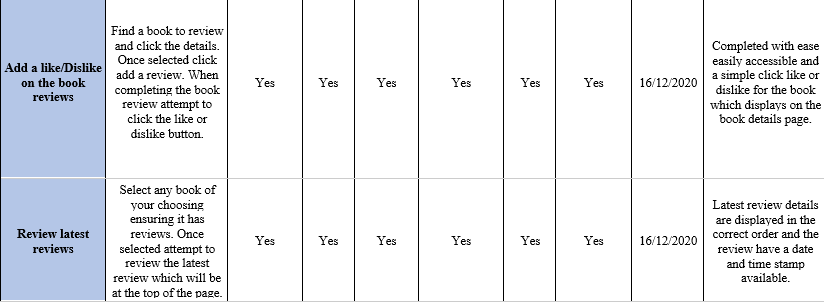 Add a like/Dislike
on the book
reviews
Find a book to review
and click the details.
Once selected click
add a review. When
completing the book
review attempt to
click the like or
dislike button.
Yes
Yes
Yes
Yes
Yes
Yes
16/12/2020
Completed with ease
easily accessible and
a simple click like or
dislike for the book
which displays on the
book details page.
Review latest
reviews
Select any book of
your choosing
ensuring it has
reviews. Once
selected attempt to
review the latest
review which will be
at the top of the page.
Yes
Yes
Yes
Yes
Yes
Yes
16/12/2020
Latest review details
are displayed in the
correct order and the
review have a date
and time stamp
available.